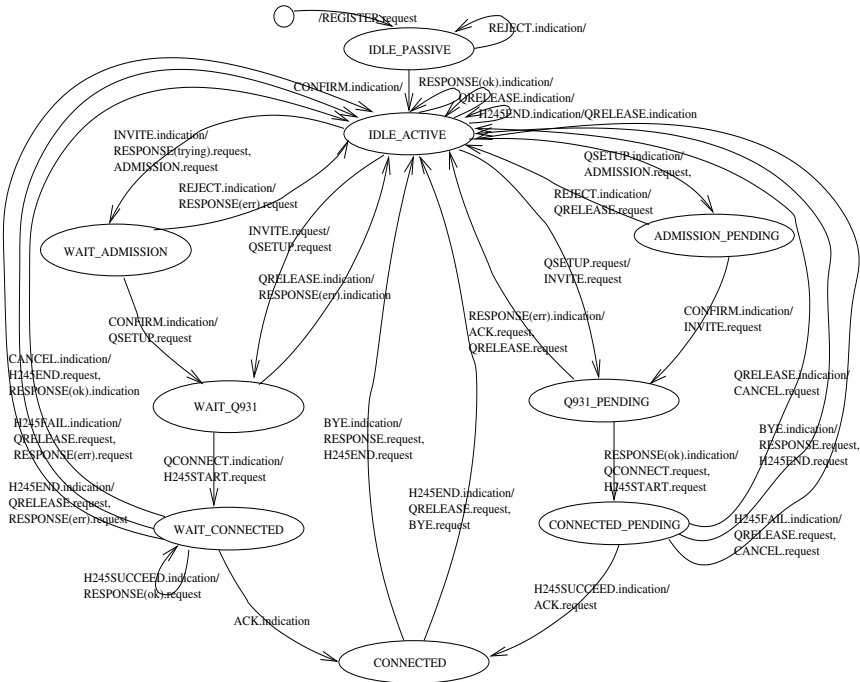 /REGISTER.request
REJECT.indication/
IDLE_PASSIVE
CONFIRM.indication/
RESPONSE(ok).indication/
QRELEASE.indication/
H245END.indication/QRELEASE.indication
IDLE_ACTIVE
INVITE.indication/
RESPONSE(trying).request,
ADMISSION.request
QSETUP.indication/
ADMISSION.request,
REJECT.indication/
RESPONSE(err).request
REJECT.indication/
QRELEASE.request
WAIT_ADMISSION
INVITE.request/
QSETUP.request
ADMISSION_PENDING
QSETUP.request/
INVITE.request
QRELEASE.indication/
RESPONSE(err).indication
CONFIRM.indication/
QSETUP.request
RESPONSE(err).indication/
ACK.request,
QRELEASE.request
CONFIRM.indication/
INVITE.request
CANCEL.indication/
H245END.request,
RESPONSE(ok).indication
QRELEASE.indication/
CANCEL.request
WAIT_Q931
Q931_PENDING
H245FAIL.indication/
QRELEASE.request,
RESPONSE(err).request
BYE.indication/
RESPONSE.request,
H245END.request
BYE.indication/
RESPONSE.request,
H245END.request
QCONNECT.indication/
H245START.request
RESPONSE(ok).indication/
QCONNECT.request,
H245START.request
H245END.indication/
QRELEASE.request,
RESPONSE(err).request
H245END.indication/
QRELEASE.request,
BYE.request
WAIT_CONNECTED
CONNECTED_PENDING
H245FAIL.indication/
QRELEASE.request,
CANCEL.request
H245SUCCEED.indication/
RESPONSE(ok).request
H245SUCCEED.indication/
ACK.request
ACK.indication
CONNECTED